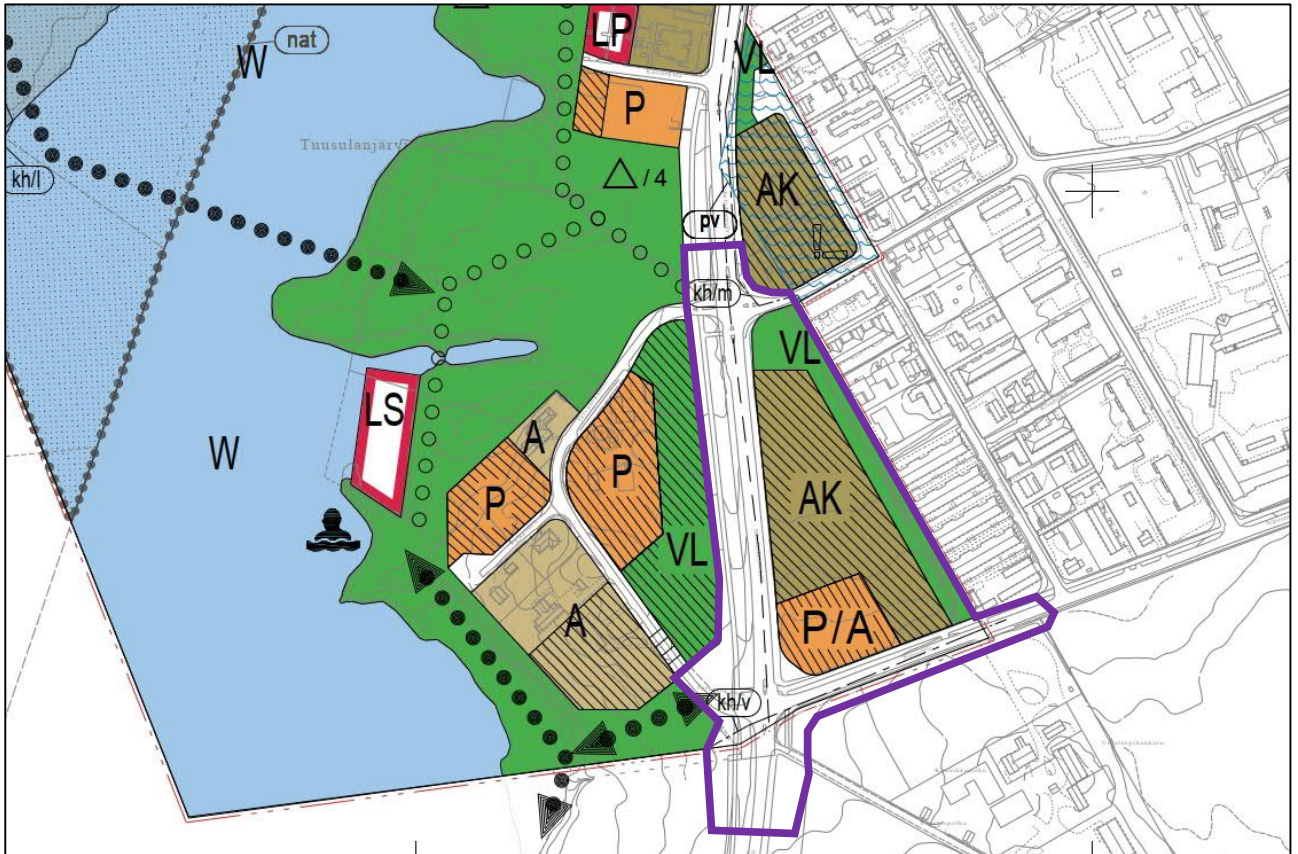 LP
nat
W
VL
P
Tuusulanjärvi
kh/l
/ 4
AK
pv
kh/m
VL
LS
A
W
P
P
AK
VL
A
P/A
kh/v